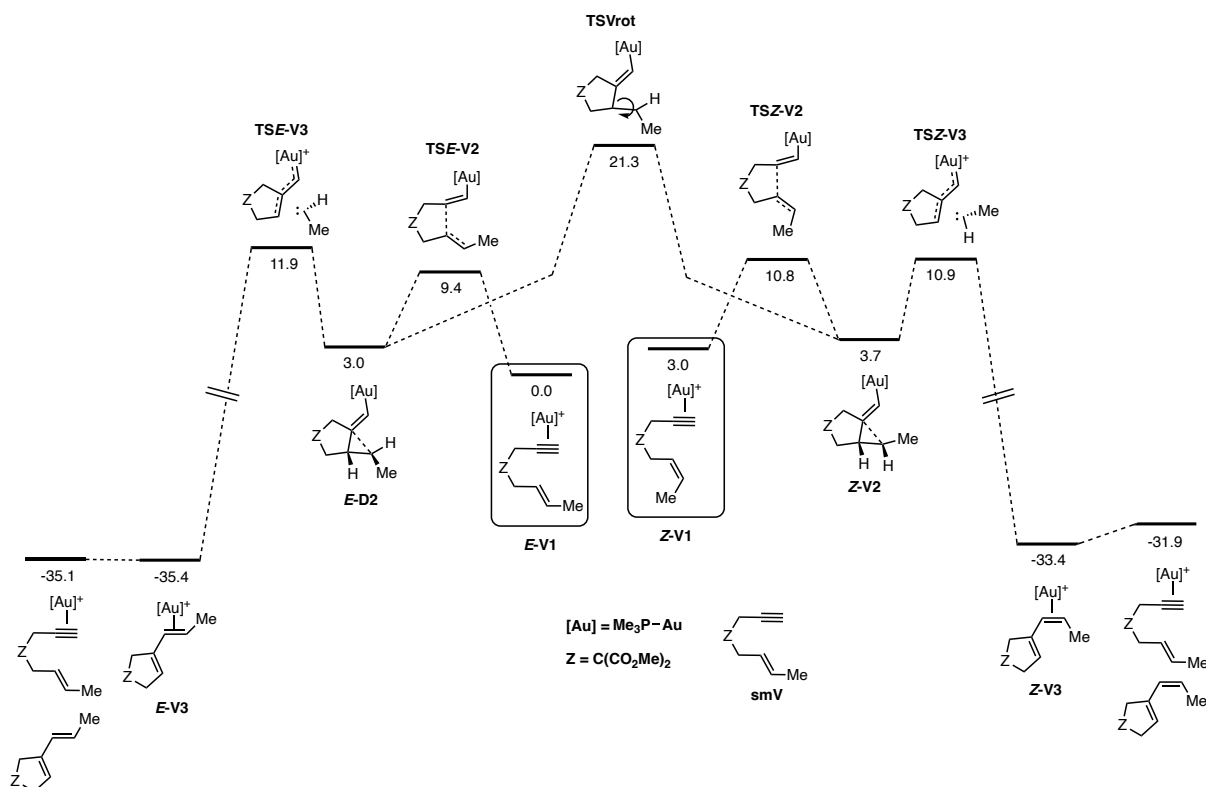 TSVrot
[Au]
Z
H
Me
21.3
TSE-V3
[Au]+
Z
H
Me
11.9
TSE-V2
[Au]
Z
Me
9.4
TSZ-V2
[Au]
Z
Me
10.8
TSZ-V3
[Au]+
Z
Me
H
10.9
3.0
[Au]
Z
H
H
Me
E-D2
0.0
[Au]+
Z
Me
E-V1
3.0
[Au]+
Z
Me
Z-V1
3.7
[Au]
Z
Me
H
H
Z-V2
-35.1
[Au]+
Z
Me
Me
Z
-35.4
[Au]+
Me
Z
E-V3
[Au] = Me3P–Au
Z = C(CO2Me)2
Z
Me
smV
-33.4
[Au]+
Me
Z
Z-V3
-31.9
[Au]+
Z
Me
Me
Z